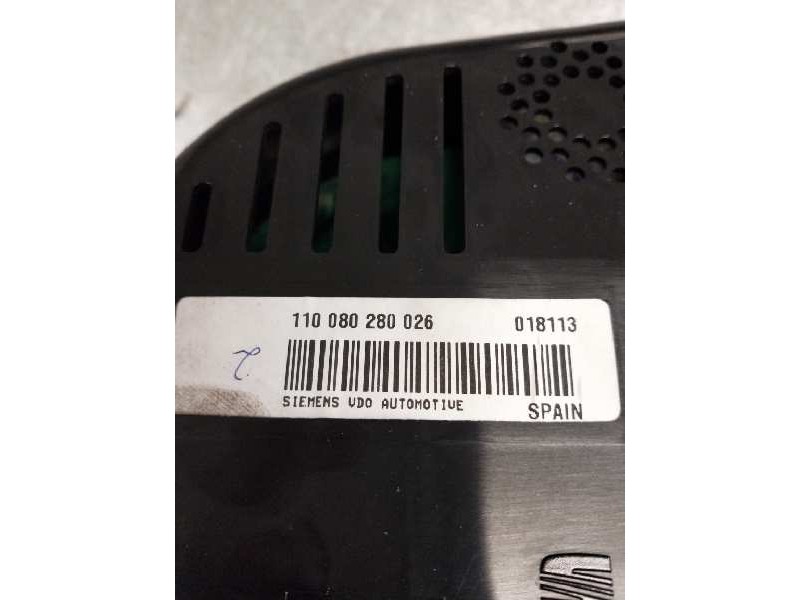 110 080 280 026 018113
SIEMENS VDO AUTOMOTIVE
SPAIN